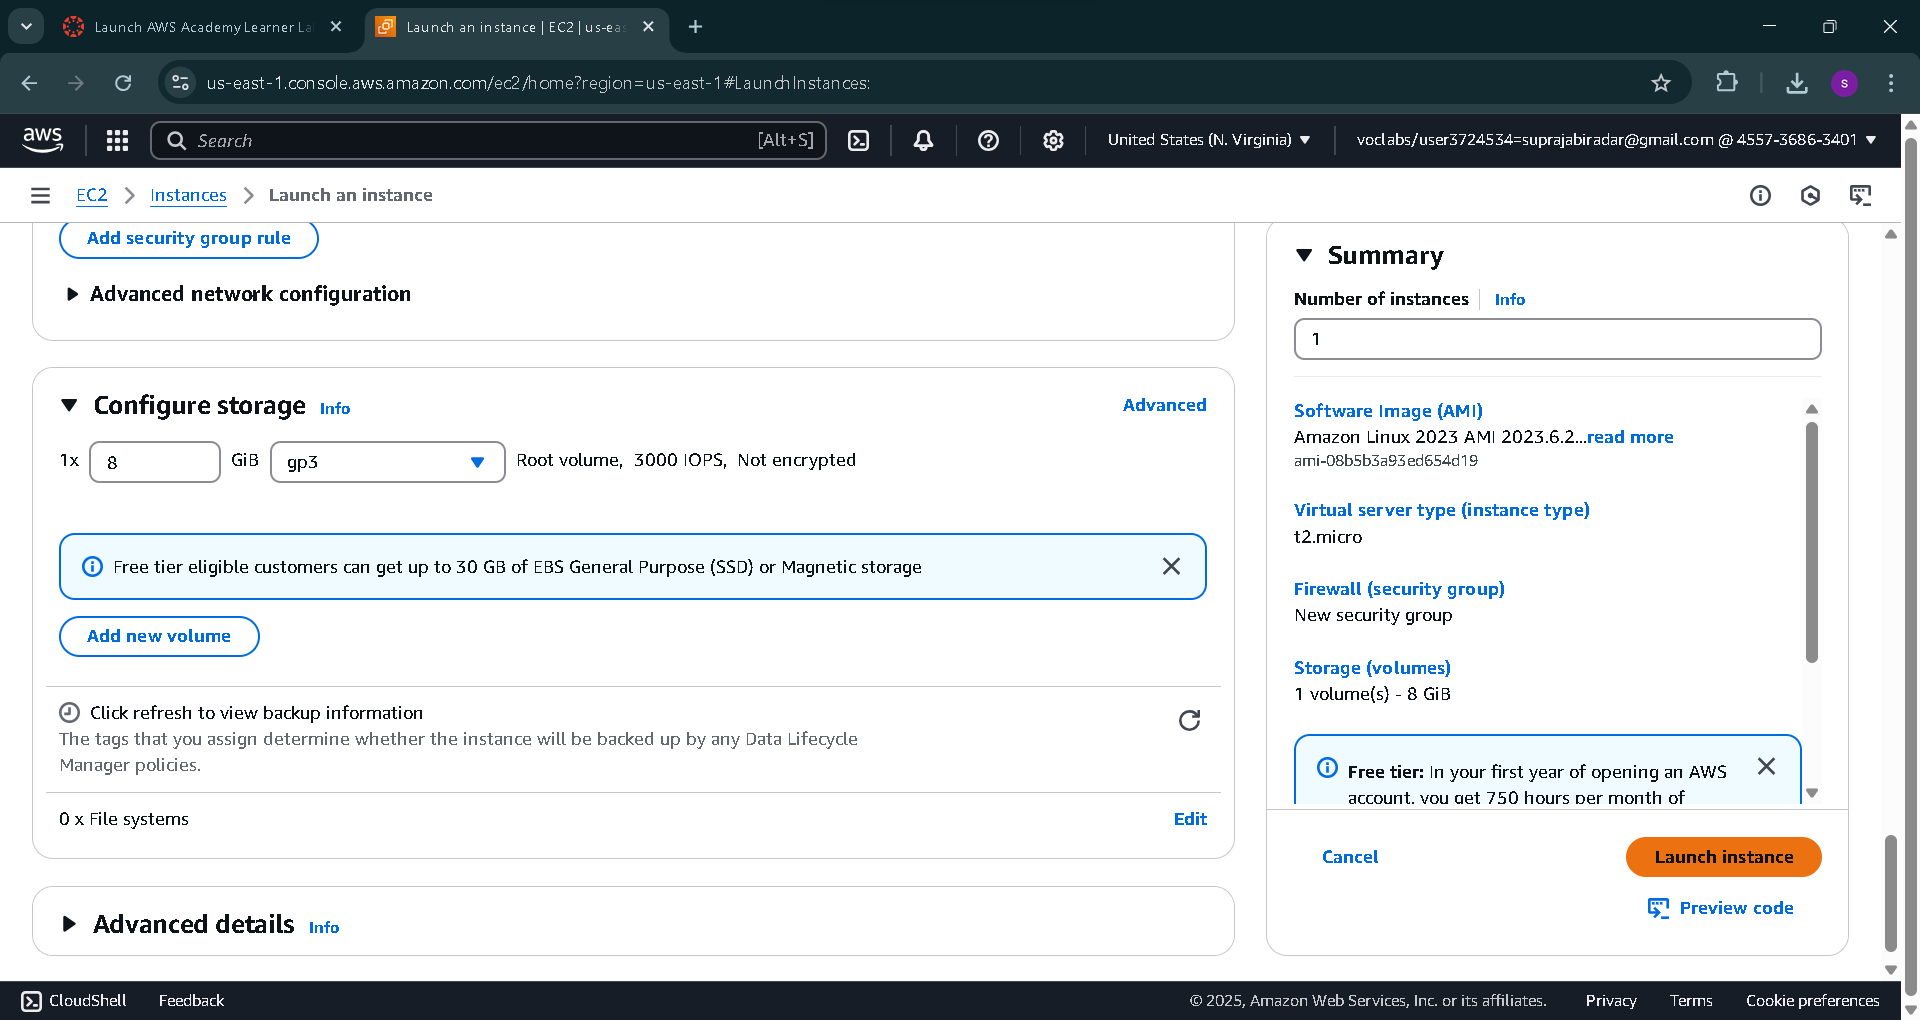 Launch AWS Academy Learner La
Launch an instance | EC2 | us-eas
us-east-1.console.aws.amazon.com/ec2/home?region=us-east-1#LaunchInstances:
S
aws
Search
[Alt+S]
United States (N. Virginia)
voclabs/user3724534=suprajabiradar@gmail.com @ 4557-3686-3401
EC2
Instances
Launch an instance
Add security group rule
Advanced network configuration
Configure storage Info
Advanced
1x 8 GiB gp3 Root volume, 3000 IOPS, Not encrypted
Free tier eligible customers can get up to 30 GB of EBS General Purpose (SSD) or Magnetic storage
Add new volume
Click refresh to view backup information
The tags that you assign determine whether the instance will be backed up by any Data Lifecycle
Manager policies.
0 x File systems
Edit
Advanced details Info
Summary
Number of instances Info
1
Software Image (AMI)
Amazon Linux 2023 AMI 2023.6.2...read more
ami-08b5b3a93ed654d19
Virtual server type (instance type)
t2.micro
Firewall (security group)
New security group
Storage (volumes)
1 volume(s) - 8 GiB
Free tier: In your first year of opening an AWS
account, you get 750 hours per month of
Cancel
Launch instance
Preview code
CloudShell
Feedback
© 2025, Amazon Web Services, Inc. or its affiliates.
Privacy
Terms
Cookie preferences